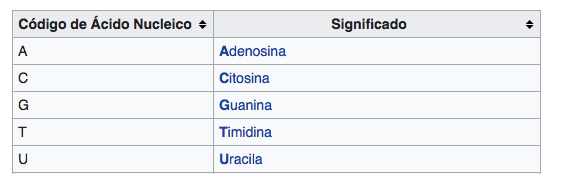 Código de Ácido Nucleico Significado
A Adenosina
C Citosina
G Guanina
T Timidina
U Uracila